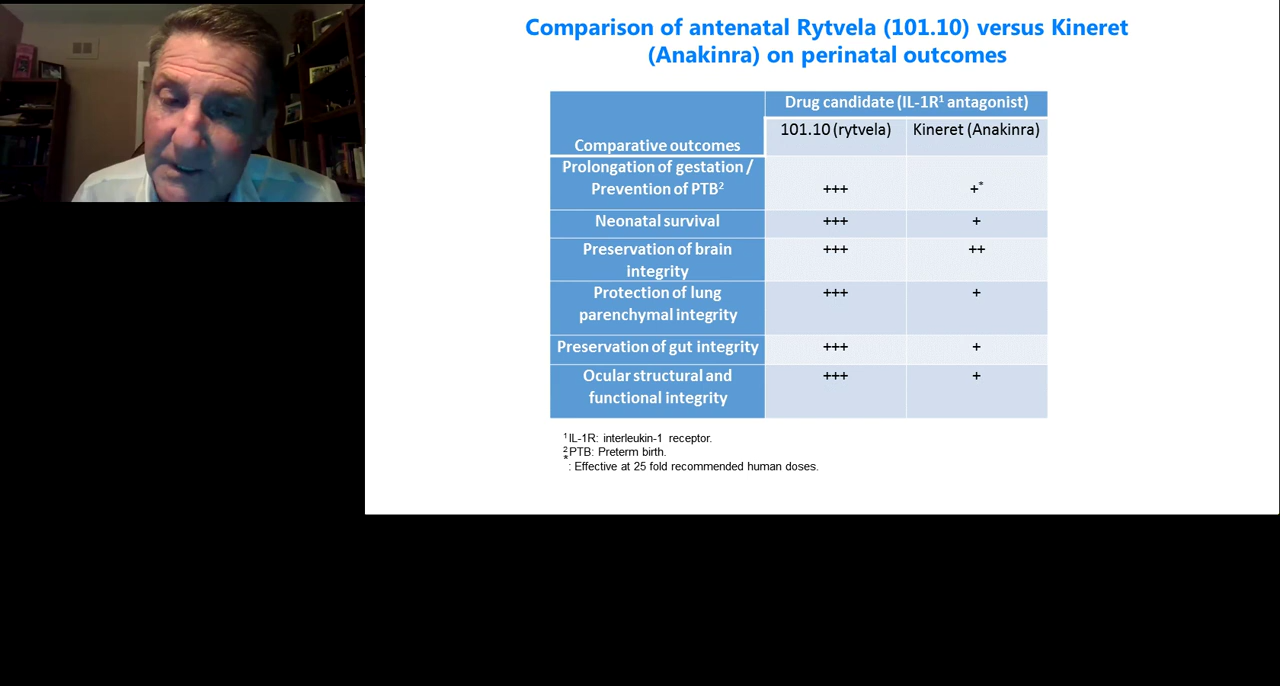 Comparison of antenatal Rytvela (101.10) versus Kineret
(Anakinra) on perinatal outcomes
Drug candidate (IL-1R¹ antagonist)
Comparative outcomes
101.10 (rytvela)
Kineret (Anakinra)
Prolongation of gestation /
Prevention of PTB²
+++
+*
Neonatal survival
+++
+
Preservation of brain
integrity
+++
++
Protection of lung
parenchymal integrity
+++
+
Preservation of gut integrity
+++
+
Ocular structural and
functional integrity
+++
+
¹IL-1R: interleukin-1 receptor.
²PTB: Preterm birth.
*: Effective at 25 fold recommended human doses.